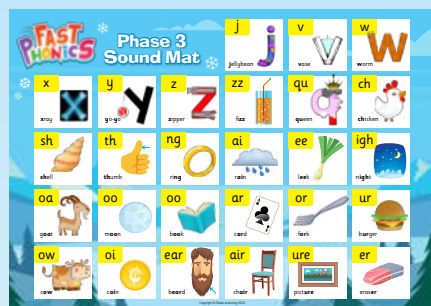 FAST PHONICS
Phase 3
Sound Mat
j
jellybean
v
vase
w
worm
x
xray
y
yo-yo
z
zipper
zz
fizz
qu
queen
ch
chicken
sh
shell
th
thumb
ng
ring
ai
rain
ee
leek
igh
night
oa
goat
oo
moon
oo
book
ar
card
or
fork
ur
burger
ow
cow
oi
coin
ear
beard
air
chair
ure
picture
er
eraser